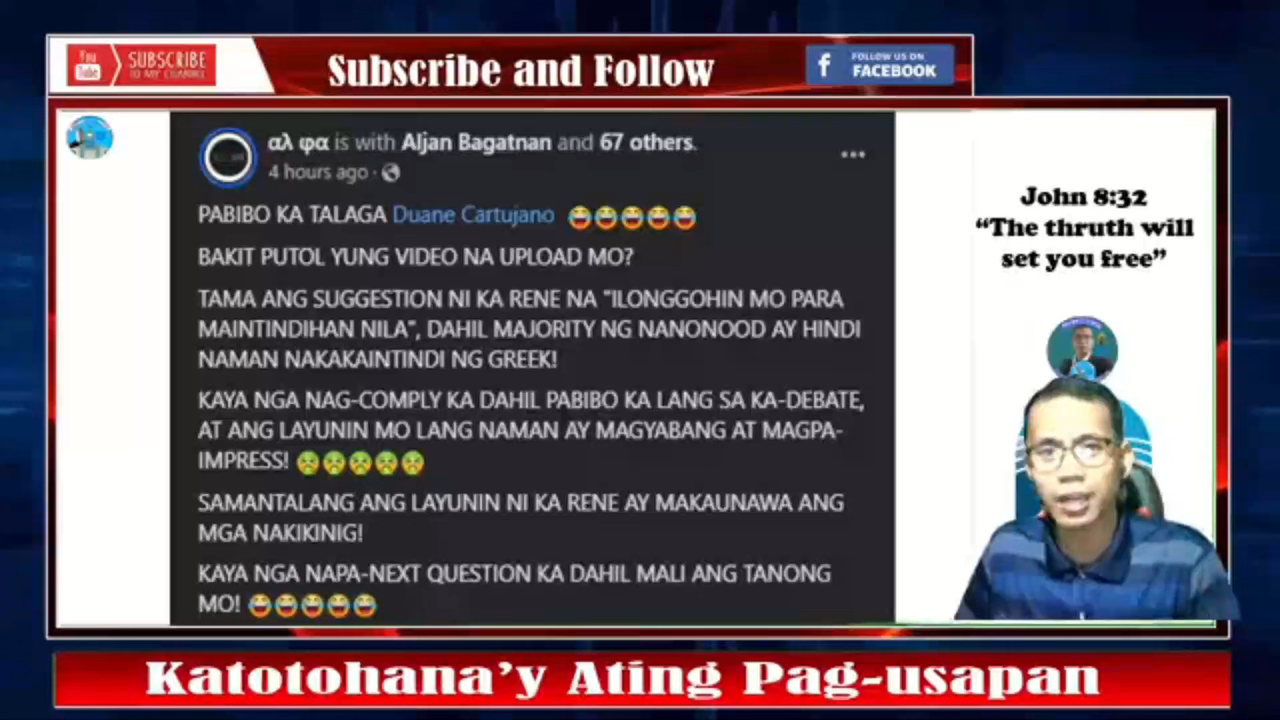 You
Tube
SUBSCRIBE
TO MY CHANNEL
Subscribe and Follow
f
FOLLOW US ON
FACEBOOK
αλ φα is with Aljan Bagatnan and 67 others.
4 hours ago ·
PABIBO KA TALAGA Duane Cartujano 😂😂😂😂😂
BAKIT PUTOL YUNG VIDEO NA UPLOAD MO?
TAMA ANG SUGGESTION NI KA RENE NA "ILONGGOHIN MO PARA
MAINTINDIHAN NILA", DAHIL MAJORITY NG NANONOOD AY HINDI
NAMAN NAKAKAINTINDI NG GREEK!
KAYA NGA NAG-COMPLY KA DAHIL PABIBO KA LANG SA KA-DEBATE,
AT ANG LAYUNIN MO LANG NAMAN AY MAGYABANG AT MAGPA-
IMPRESS! 🤢🤢🤢🤢🤢
SAMANTALANG ANG LAYUNIN NI KA RENE AY MAKAUNAWA ANG
MGA NAKIKINIG!
KAYA NGA NAPA-NEXT QUESTION KA DAHIL MALI ANG TANONG
MO! 😂😂😂😂😂
John 8:32
“The thruth will
set you free”
Katotohana’y Ating Pag-usapan